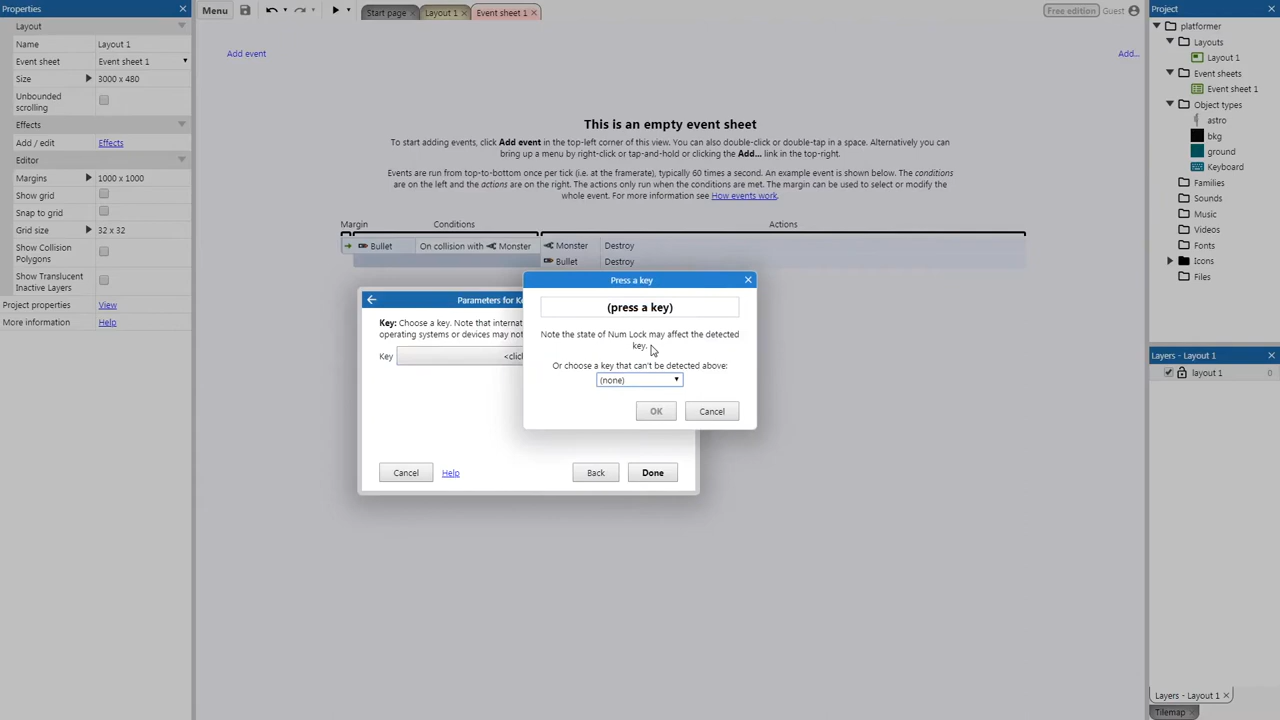 Properties
Layout
Name Layout 1
Event sheet Event sheet 1
Size 3000 x 480
Unbounded
scrolling
Effects
Add / edit Effects
Editor
Margins 1000 x 1000
Show grid
Snap to grid
Grid size 32 x 32
Show Collision
Polygons
Show Translucent
Inactive Layers
Project properties View
More information Help
Menu
Start page Layout 1 Event sheet 1
Free edition Guest
Add event
Add...
This is an empty event sheet
To start adding events, click Add event in the top-left corner of this view. You can also double-click or double-tap in a space. Alternatively you can
bring up a menu by right-click or tap-and-hold or clicking the Add... link in the top-right.
Events are run from top-to-bottom once per tick (i.e. at the framerate), typically 60 times a second. An example event is shown below. The conditions
are on the left and the actions are on the right. The actions only run when the conditions are met. The margin can be used to select or modify the
whole event. For more information see How events work.
Margin Conditions Actions
Bullet On collision with Monster Monster Destroy
Bullet Destroy
Parameters for
Key: Choose a key. Note that
operating systems or devices may
Key
Cancel Help Back Done
Press a key
(press a key)
Note the state of Num Lock may affect the detected
key.
Or choose a key that can't be detected above:
(none)
OK Cancel
Project
platformer
Layouts
Layout 1
Event sheets
Event sheet 1
Object types
astro
bkg
ground
Keyboard
Families
Sounds
Music
Videos
Fonts
Icons
Files
Layers - Layout 1
layout 1 0
Layers - Layout 1
Tilemap